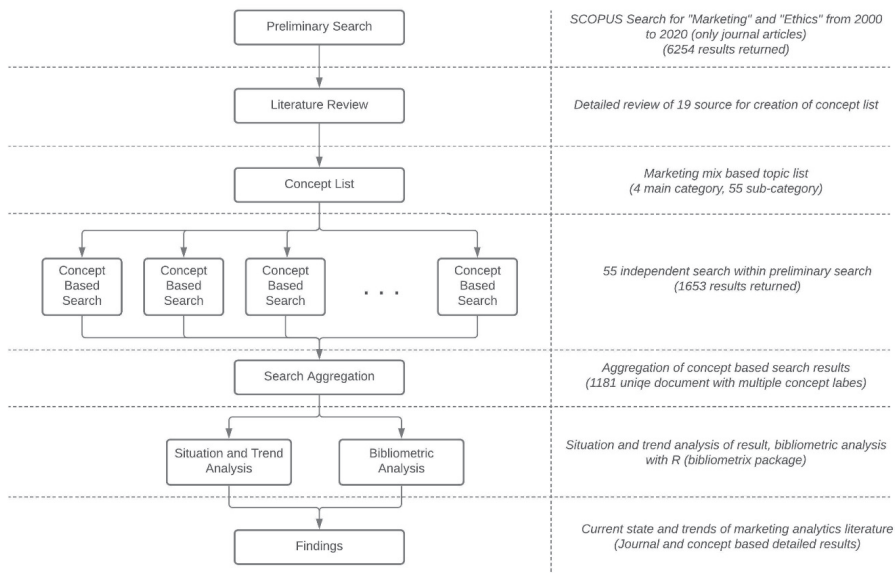 Preliminary Search
SCOPUS Search for "Marketing" and "Ethics" from 2000
to 2020 (only journal articles)
(6254 results returned)
Literature Review
Detailed review of 19 source for creation of concept list
Concept List
Marketing mix based topic list
(4 main category, 55 sub-category)
Concept
Based
Search
Concept
Based
Search
Concept
Based
Search
. . .
Concept
Based
Search
55 independent search within preliminary search
(1653 results returned)
Search Aggregation
Aggregation of concept based search results
(1181 uniqe document with multiple concept labes)
Situation and Trend
Analysis
Bibliometric
Analysis
Situation and trend analysis of result, bibliometric analysis
with R (bibliometrix package)
Findings
Current state and trends of marketing analytics literature
(Journal and concept based detailed results)